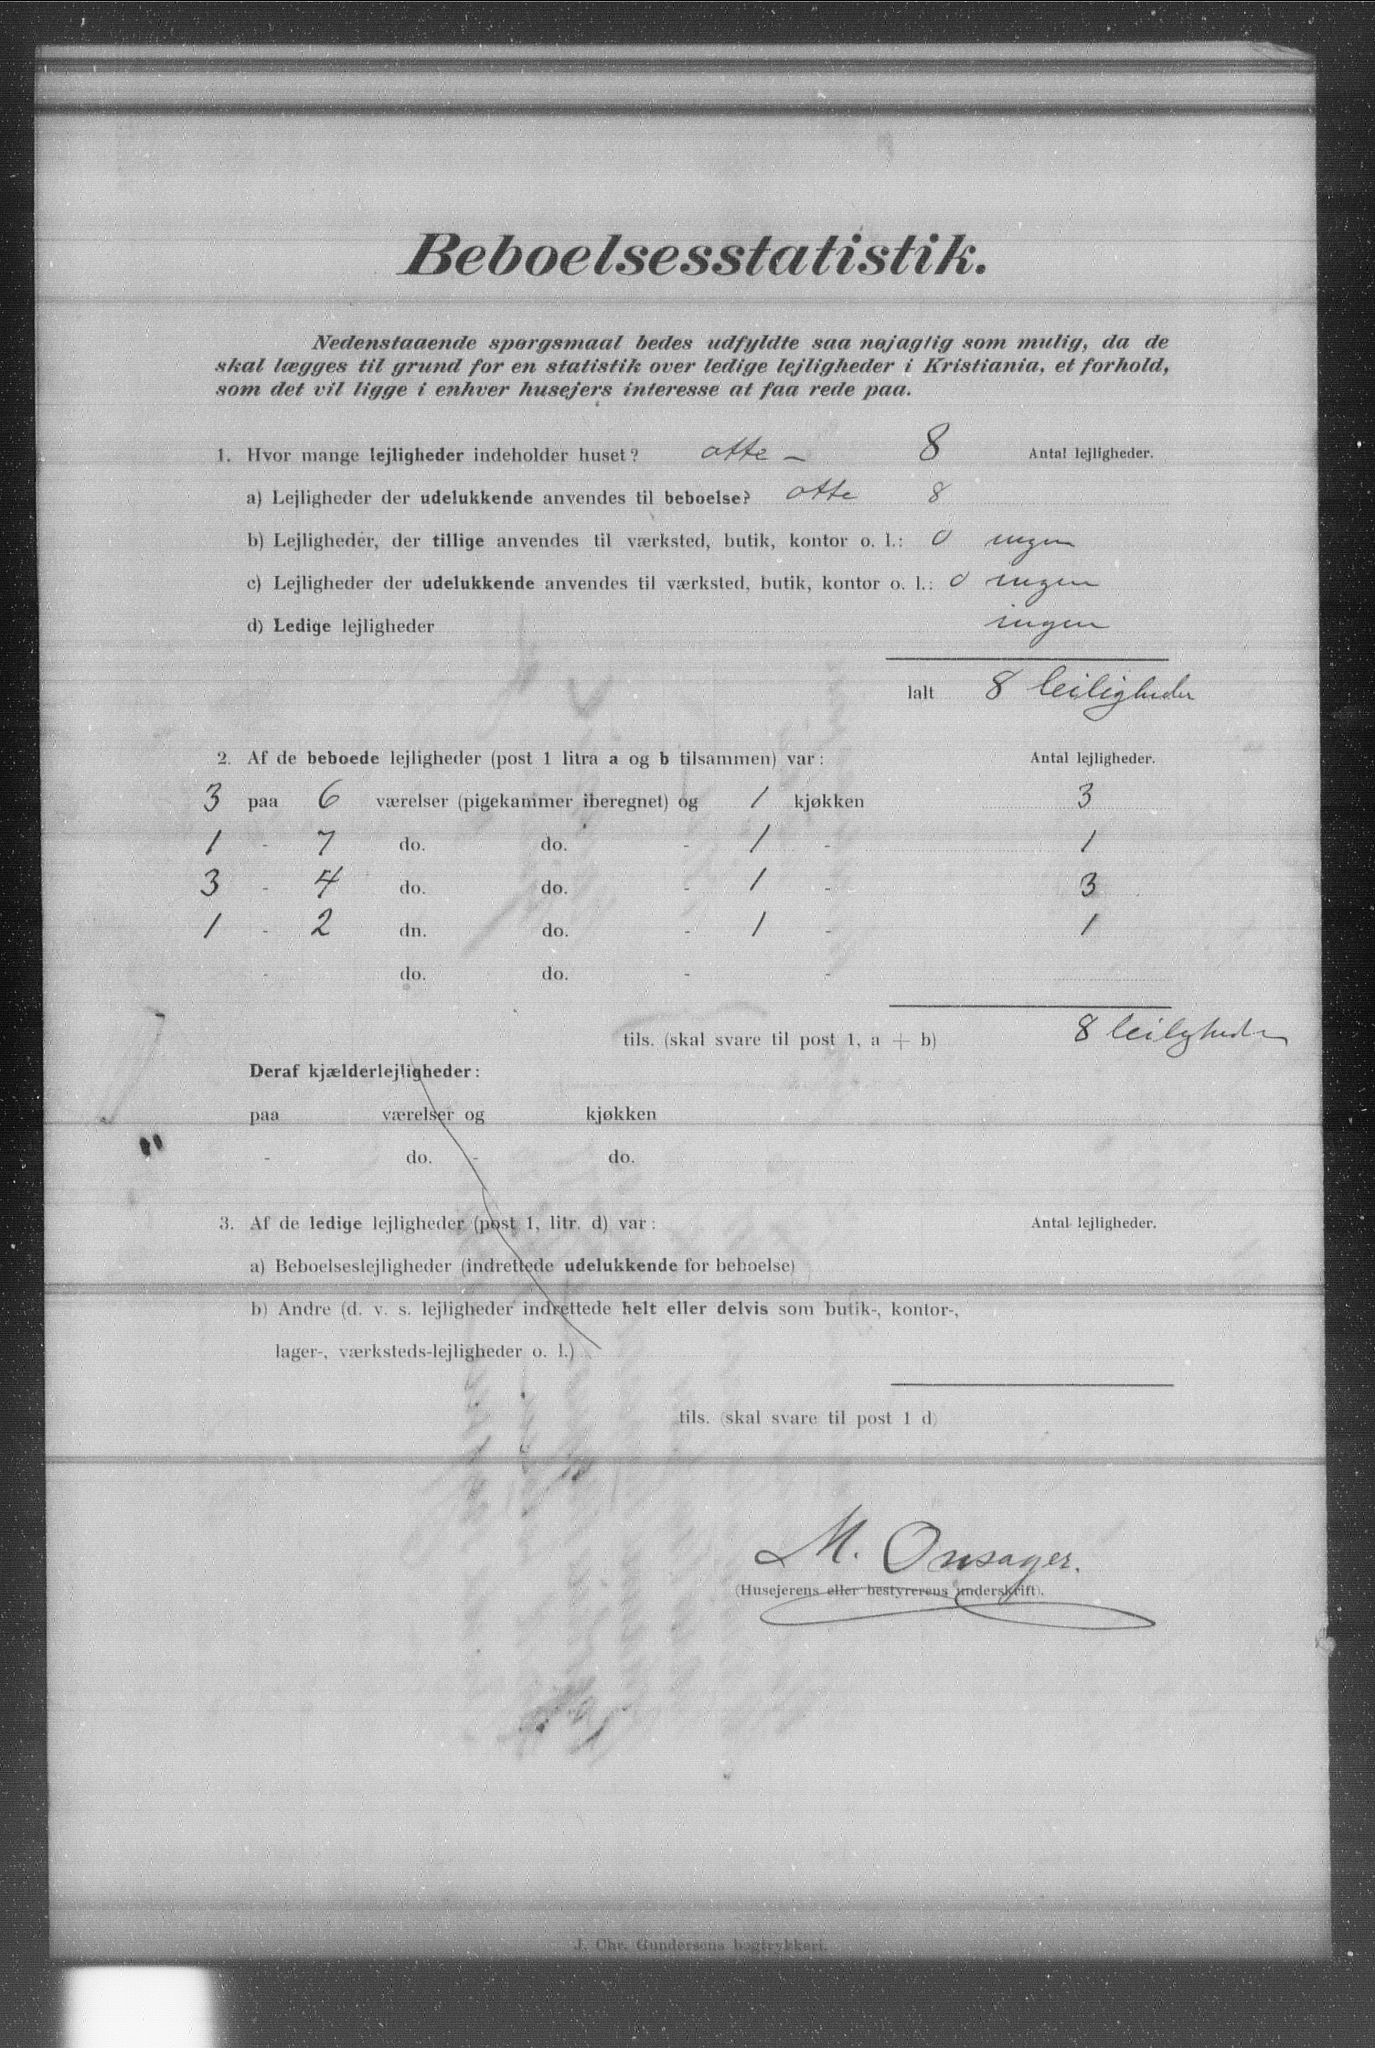 Beboelsesstatistik.
Nedenstaaende spørgsmaal bedes udfyldte saa nøjagtig som mulig, da de
skal lægges til grund for en statistik over ledige lejligheder i Kristiania, et forhold,
som det vil ligge i enhver husejers interesse at faa rede paa.
1. Hvor mange lejligheder indeholder huset? otte – 8 Antal lejligheder.
a) Lejligheder der udelukkende anvendes til beboelse? otte 8
b) Lejligheder, der tillige anvendes til værksted, butik, kontor o. l.: 0 ingen
c) Lejligheder der udelukkende anvendes til værksted, butik, kontor o. l.: 0 ingen
d) Ledige lejligheder ingen
Ialt 8 leiligheder
2. Af de beboede lejligheder (post 1 litra a og b tilsammen) var: Antal lejligheder.
3 paa 6 værelser (pigekammer iberegnet) og 1 kjøkken 3
1 - 7 do. do. - 1 - 1
3 - 4 do. do. - 1 - 3
1 - 2 dn. do. - 1 - 1
- do. do. - -
tils. (skal svare til post 1, a + b) 8 leiligheder
Deraf kjælderlejligheder:
paa værelser og kjøkken
- do. - do.
3. Af de ledige lejligheder (post 1, litr. d) var: Antal lejligheder.
a) Beboelseslejligheder (indrettede udelukkende for beboelse)
b) Andre (d. v. s. lejligheder indrettede helt eller delvis som butik-, kontor-,
lager-, værksteds-lejligheder o. l.)
tils. (skal svare til post 1 d)
M. Onsager.
(Husejerens eller bestyrerens underskrift).
J. Chr. Gundersens bogtrykkeri.